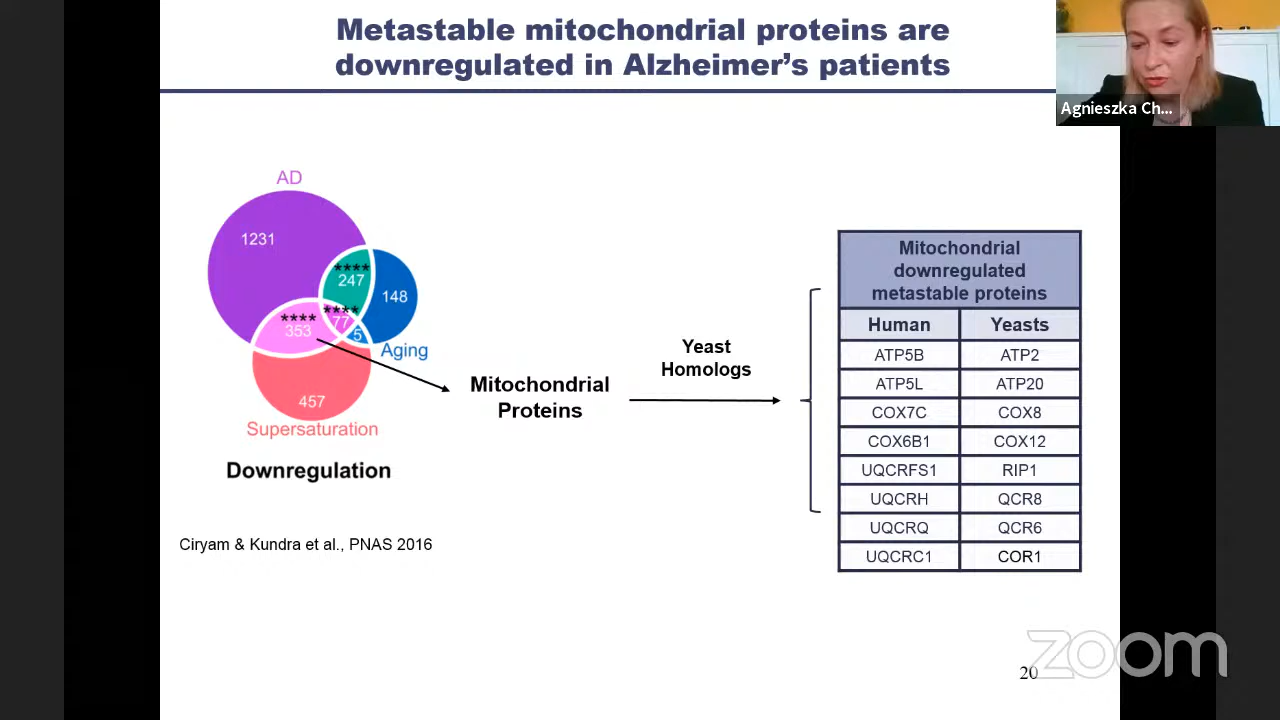 Metastable mitochondrial proteins are
downregulated in Alzheimer's patients
Agnieszka Ch...
AD
1231
****
247
148
****
77
****
353
5
Aging
457
Supersaturation
Downregulation
Mitochondrial
Proteins
Yeast
Homologs
Mitochondrial
downregulated
metastable proteins
Human Yeasts
ATP5B ATP2
ATP5L ATP20
COX7C COX8
COX6B1 COX12
UQCRFS1 RIP1
UQCRH QCR8
UQCRQ QCR6
UQCRC1 COR1
Ciryam & Kundra et al., PNAS 2016
20
zoom